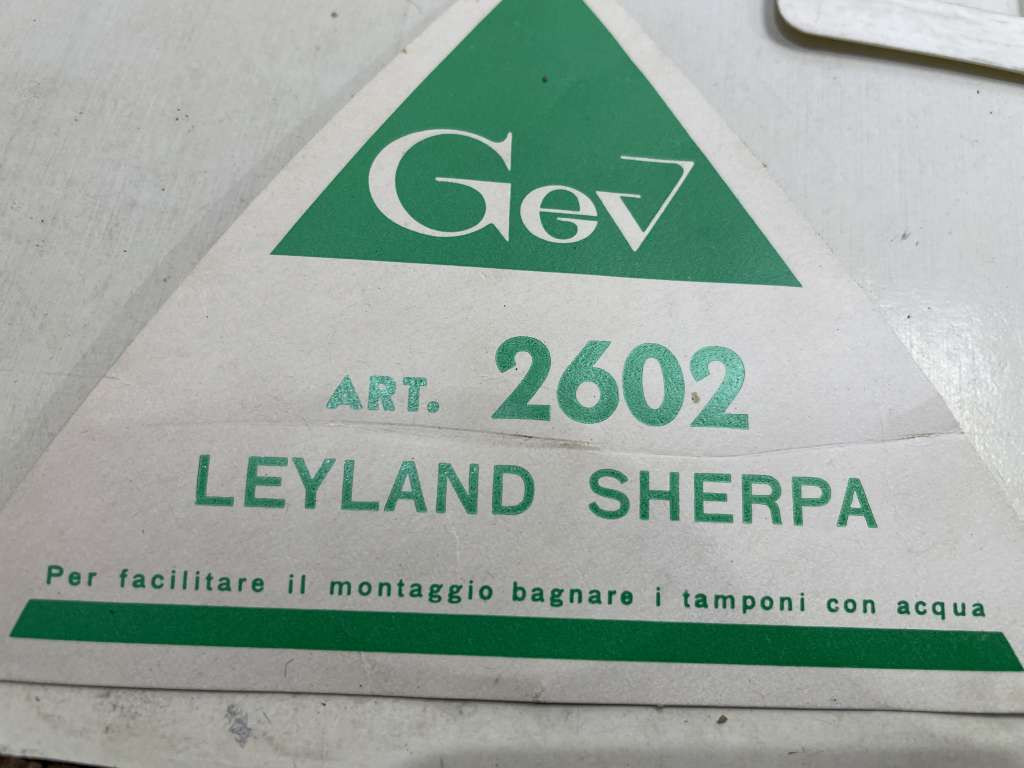 Gev
ART. 2602
LEYLAND SHERPA
Per facilitare il montaggio bagnare i tamponi con acqua